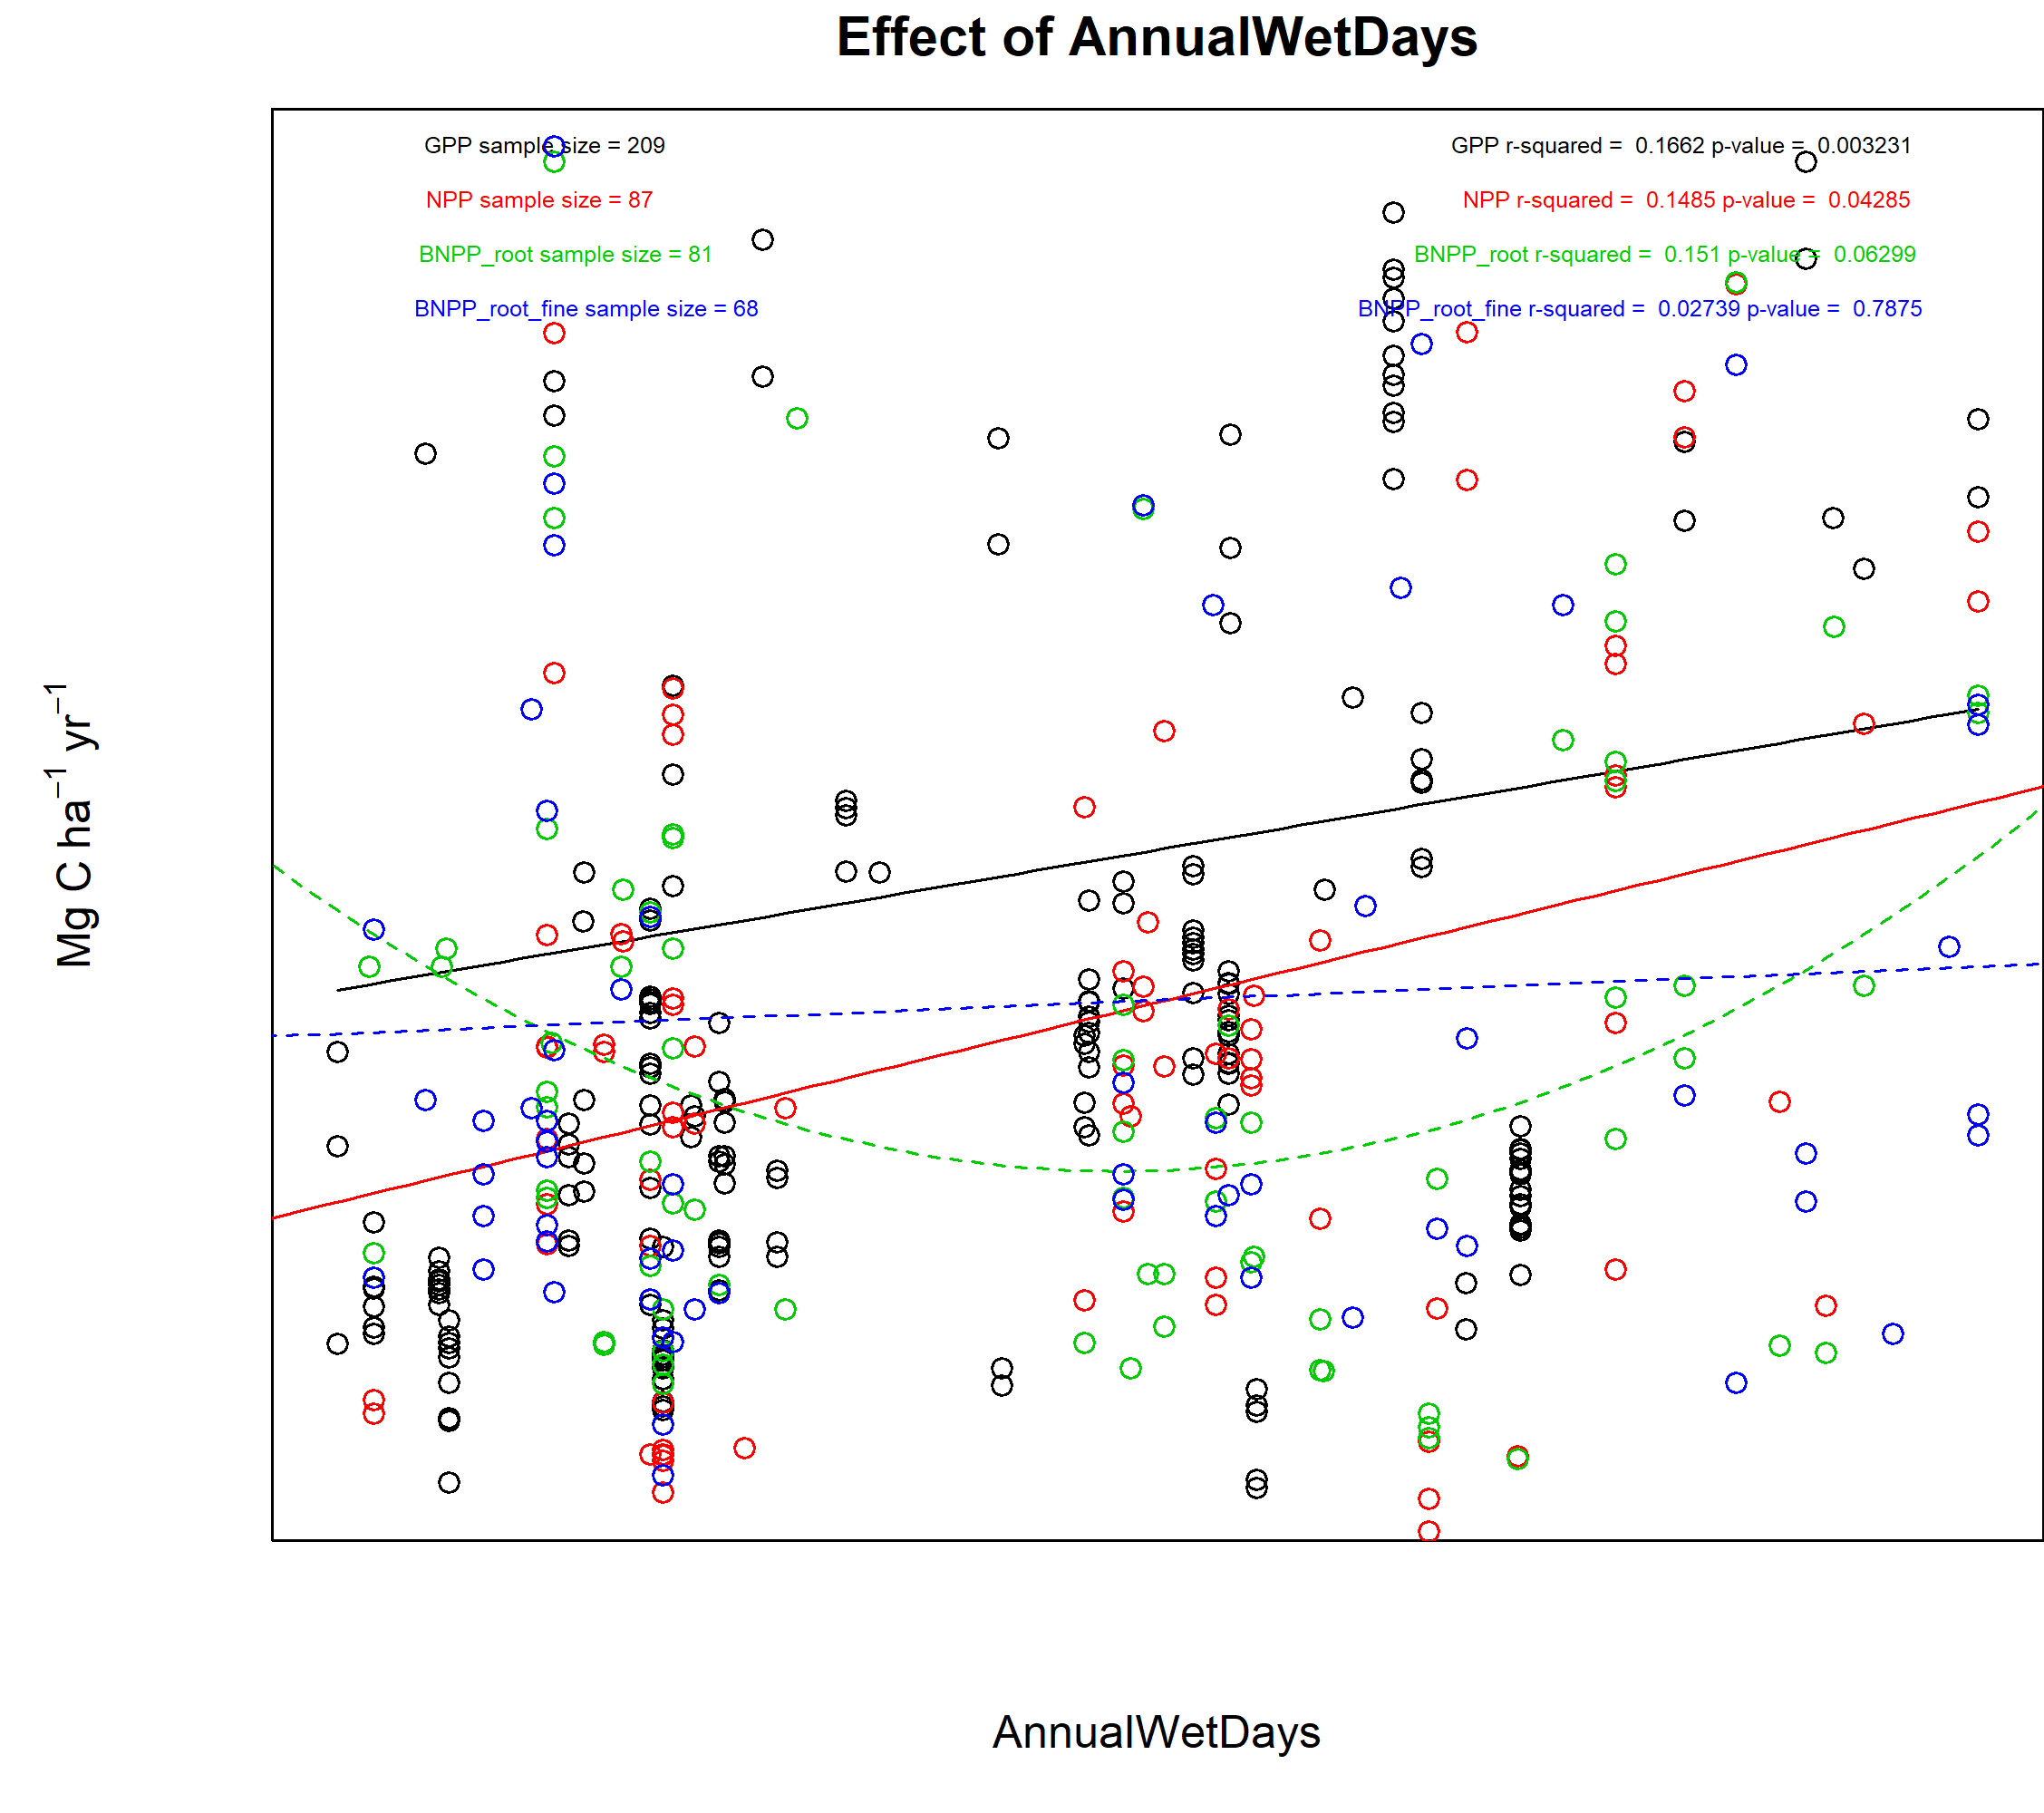 Effect of AnnualWetDays
GPP sample size = 209
GPP r-squared = 0.1662 p-value = 0.003231
NPP sample size = 87
NPP r-squared = 0.1485 p-value = 0.04285
BNPP_root sample size = 81
BNPP_root r-squared = 0.151 p-value = 0.06299
BNPP_root_fine sample size = 68
BNPP_root_fine r-squared = 0.02739 p-value = 0.7875
Mg C ha⁻¹ yr⁻¹
AnnualWetDays